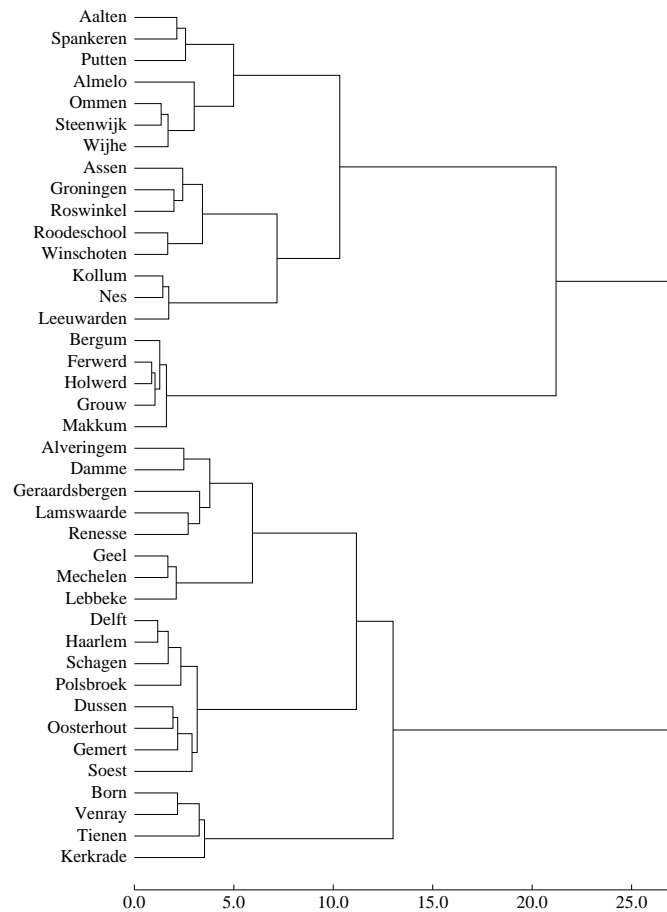 Aalten
Spankeren
Putten
Almelo
Ommen
Steenwijk
Wijhe
Assen
Groningen
Roswinkel
Roodeschool
Winschoten
Kollum
Nes
Leeuwarden
Bergum
Ferwerd
Holwerd
Grouw
Makkum
Alveringem
Damme
Geraardsbergen
Lamswaarde
Renesse
Geel
Mechelen
Lebbeke
Delft
Haarlem
Schagen
Polsbroek
Dussen
Oosterhout
Gemert
Soest
Born
Venray
Tienen
Kerkrade
0.0 5.0 10.0 15.0 20.0 25.0